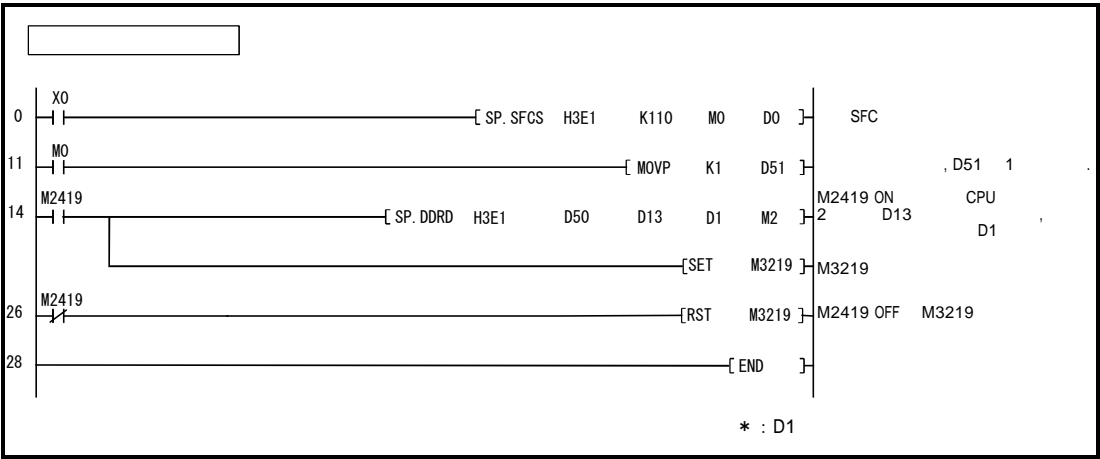 X0
0 SP.SFCS H3E1 K110 M0 D0 SFC
M0
11 MOVP K1 D51 , D51 1 .
M2419
14 SP.DDRD H3E1 D50 D13 D1 M2
M2419 ON CPU
2 D13 ,
D1
SET M3219 M3219
M2419
26 RST M3219 M2419 OFF M3219
28 END
* : D1